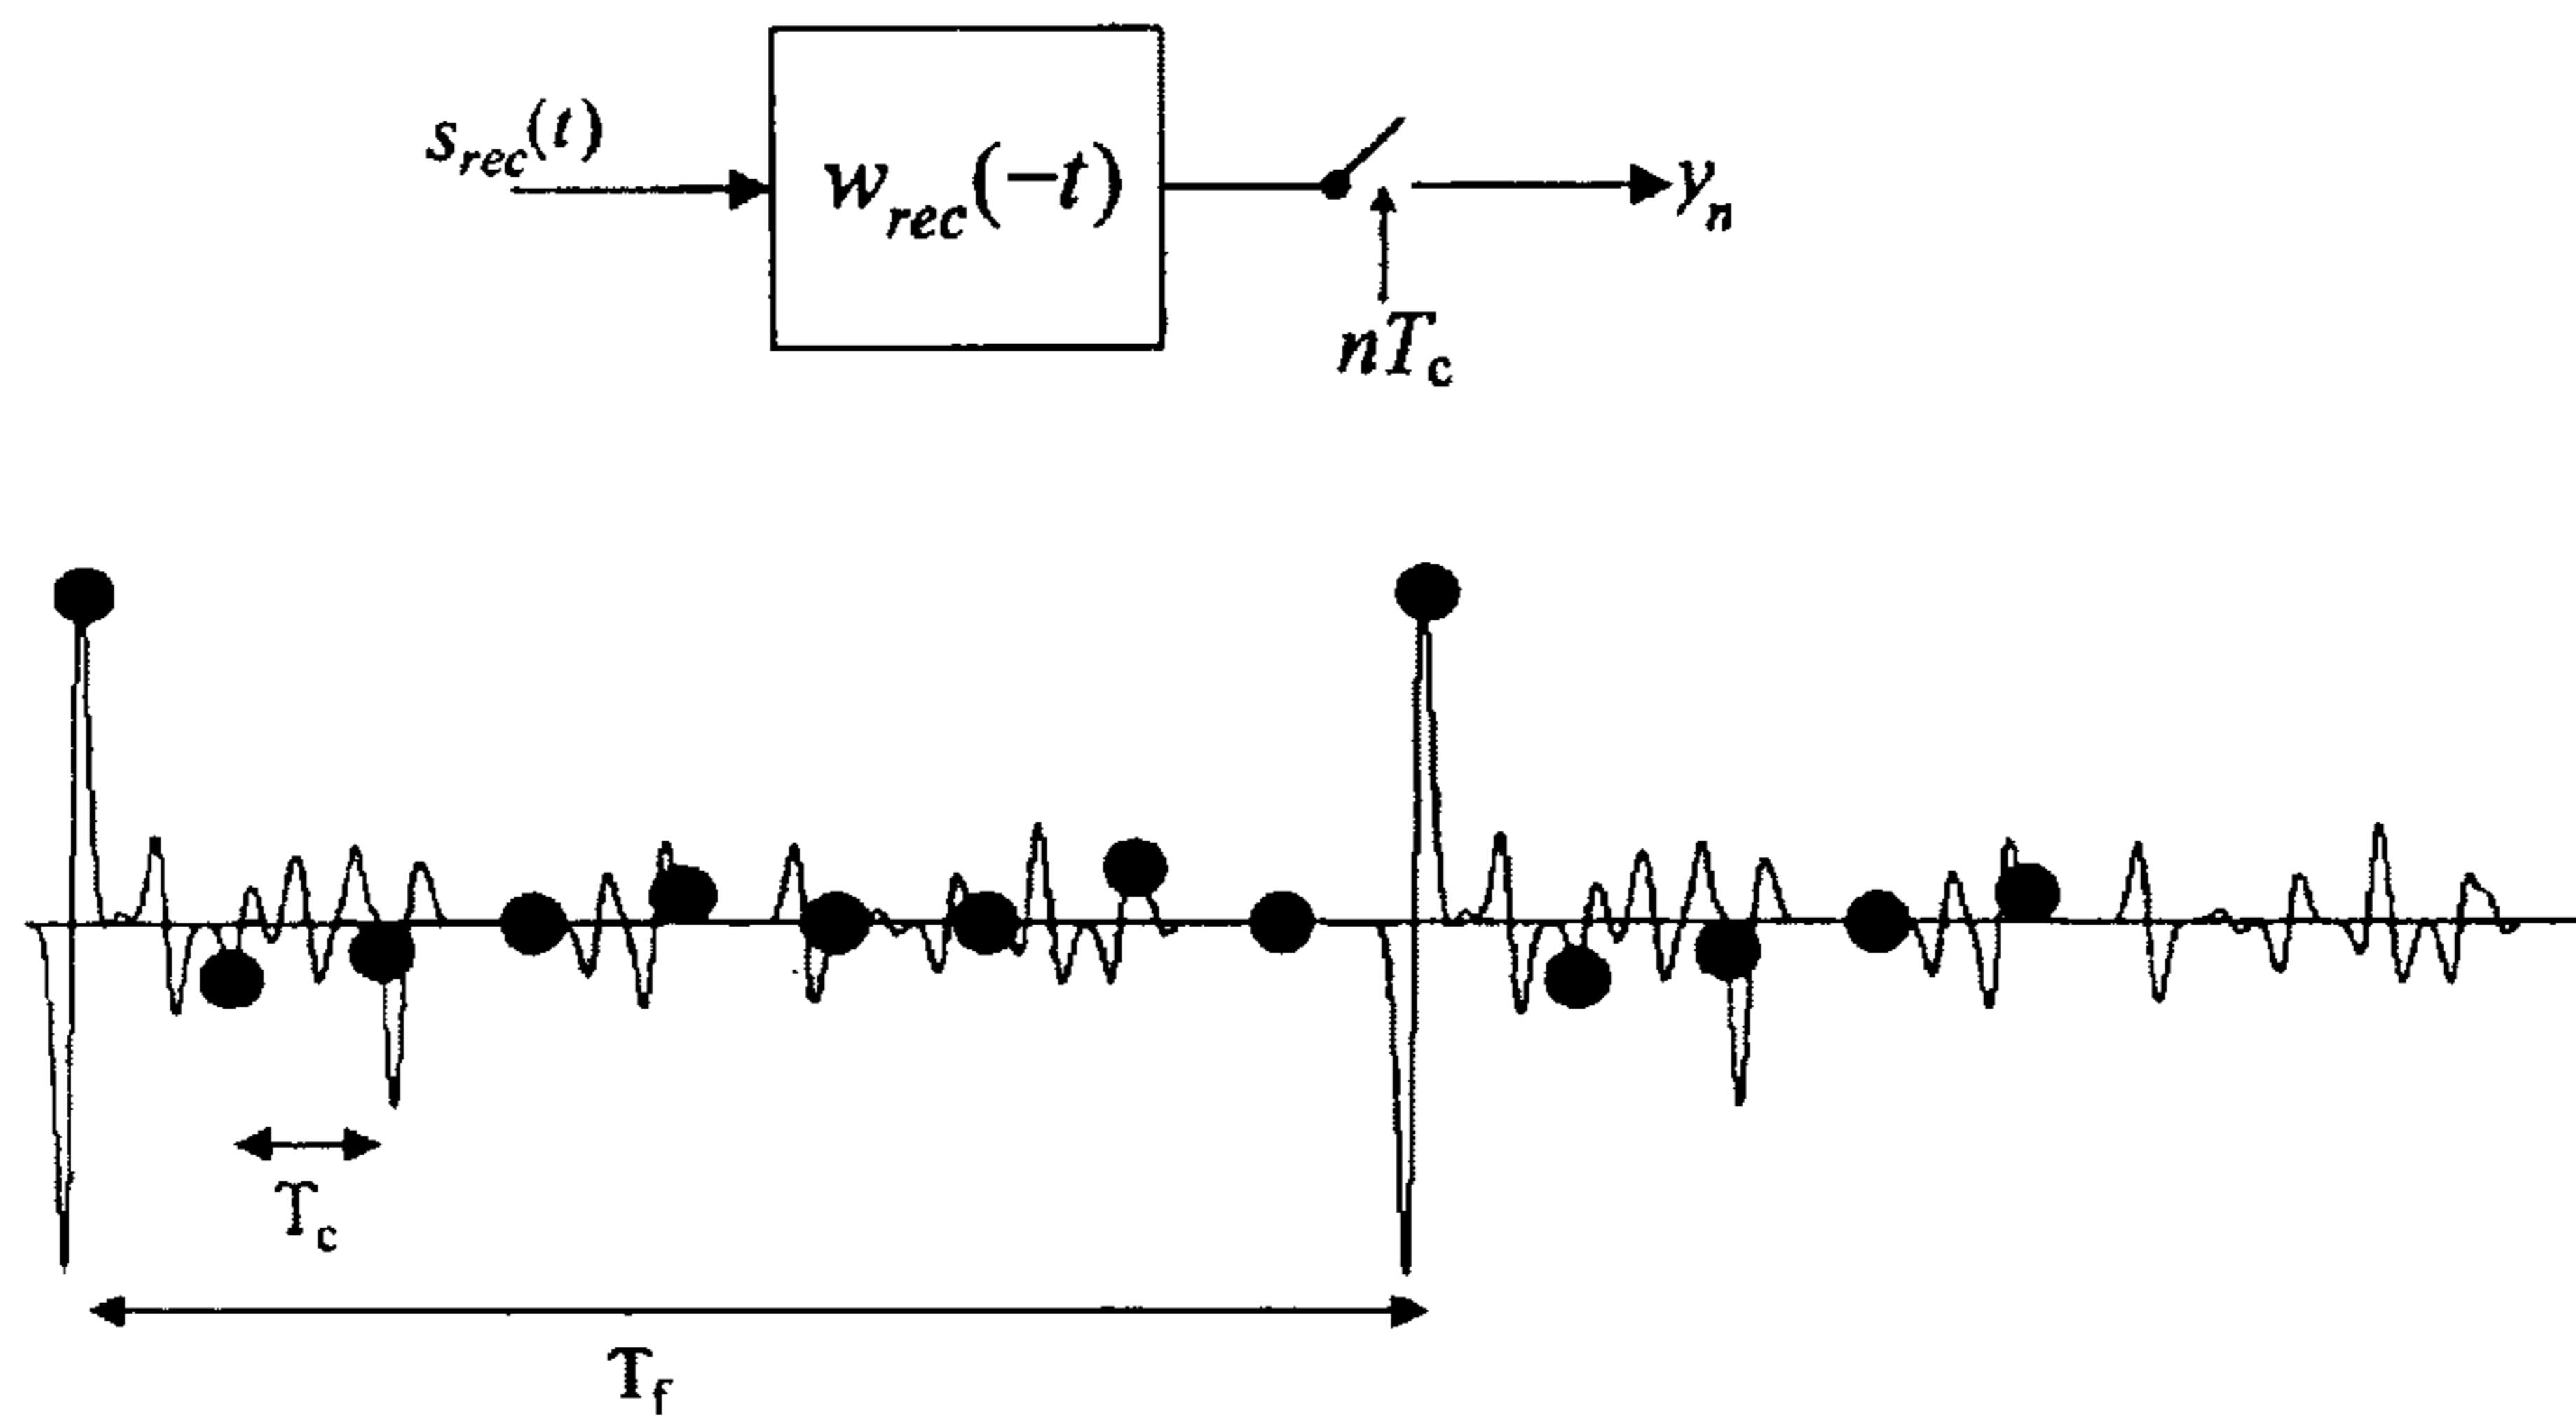 s_rec(t)
w_rec(−t)
y_n
nT_c
T_c
T_f